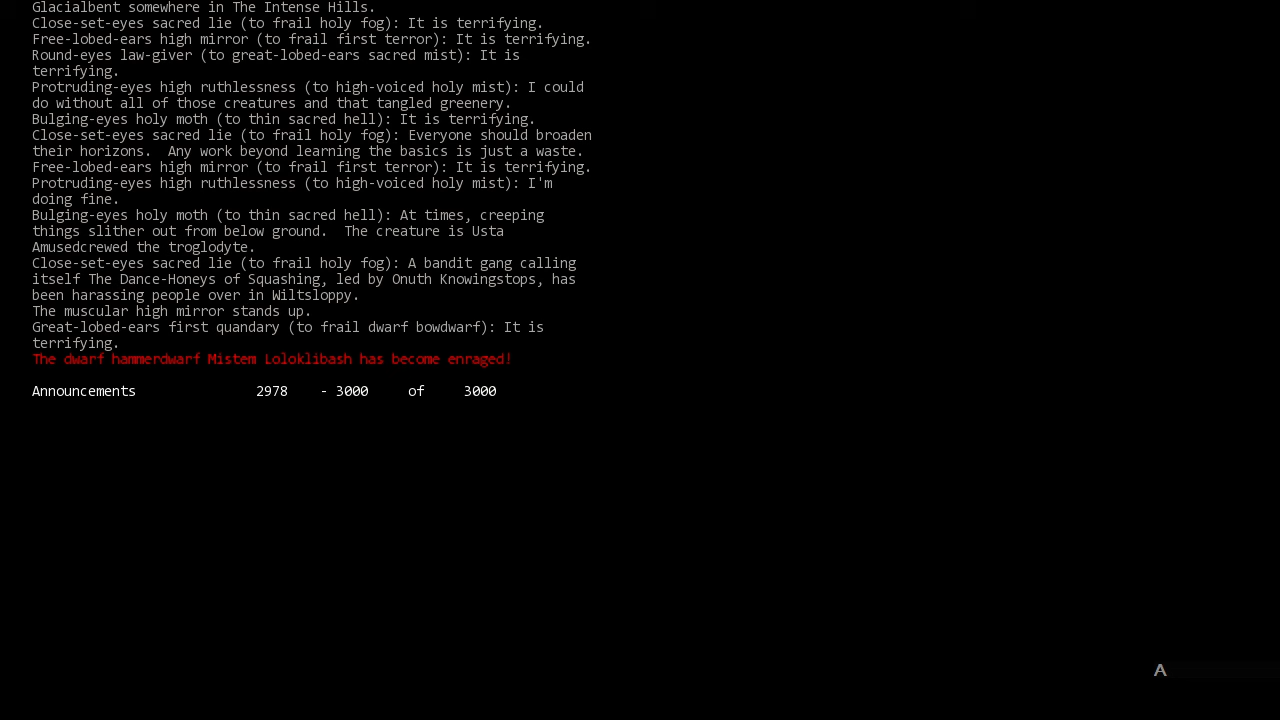 Glacialbent somewhere in The Intense Hills.
Close-set-eyes sacred lie (to frail holy fog): It is terrifying.
Free-lobed-ears high mirror (to frail first terror): It is terrifying.
Round-eyes law-giver (to great-lobed-ears sacred mist): It is
terrifying.
Protruding-eyes high ruthlessness (to high-voiced holy mist): I could
do without all of those creatures and that tangled greenery.
Bulging-eyes holy moth (to thin sacred hell): It is terrifying.
Close-set-eyes sacred lie (to frail holy fog): Everyone should broaden
their horizons.  Any work beyond learning the basics is just a waste.
Free-lobed-ears high mirror (to frail first terror): It is terrifying.
Protruding-eyes high ruthlessness (to high-voiced holy mist): I'm
doing fine.
Bulging-eyes holy moth (to thin sacred hell): At times, creeping
things slither out from below ground.  The creature is Usta
Amusedcrewed the troglodyte.
Close-set-eyes sacred lie (to frail holy fog): A bandit gang calling
itself The Dance-Honeys of Squashing, led by Onuth Knowingstops, has
been harassing people over in Wiltsloppy.
The muscular high mirror stands up.
Great-lobed-ears first quandary (to frail dwarf bowdwarf): It is
terrifying.
The dwarf hammerdwarf Mistem Loloklibash has become enraged!
Announcements 2978 - 3000 of 3000
A